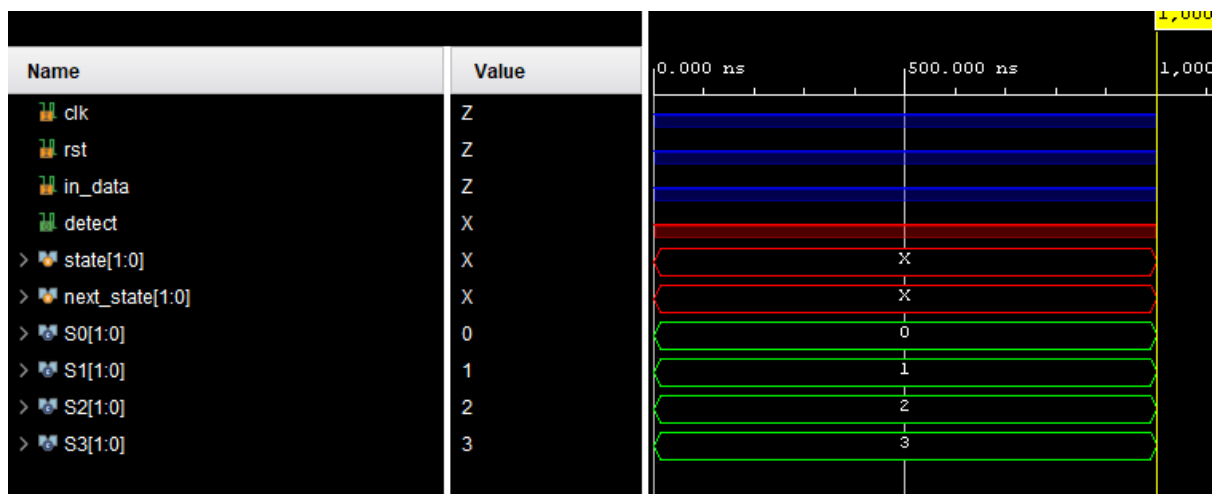 1,000
Name Value 0.000 ns 500.000 ns 1,000
clk Z
rst Z
in_data Z
detect X
> state[1:0] X X
> next_state[1:0] X X
> S0[1:0] 0 0
> S1[1:0] 1 1
> S2[1:0] 2 2
> S3[1:0] 3 3